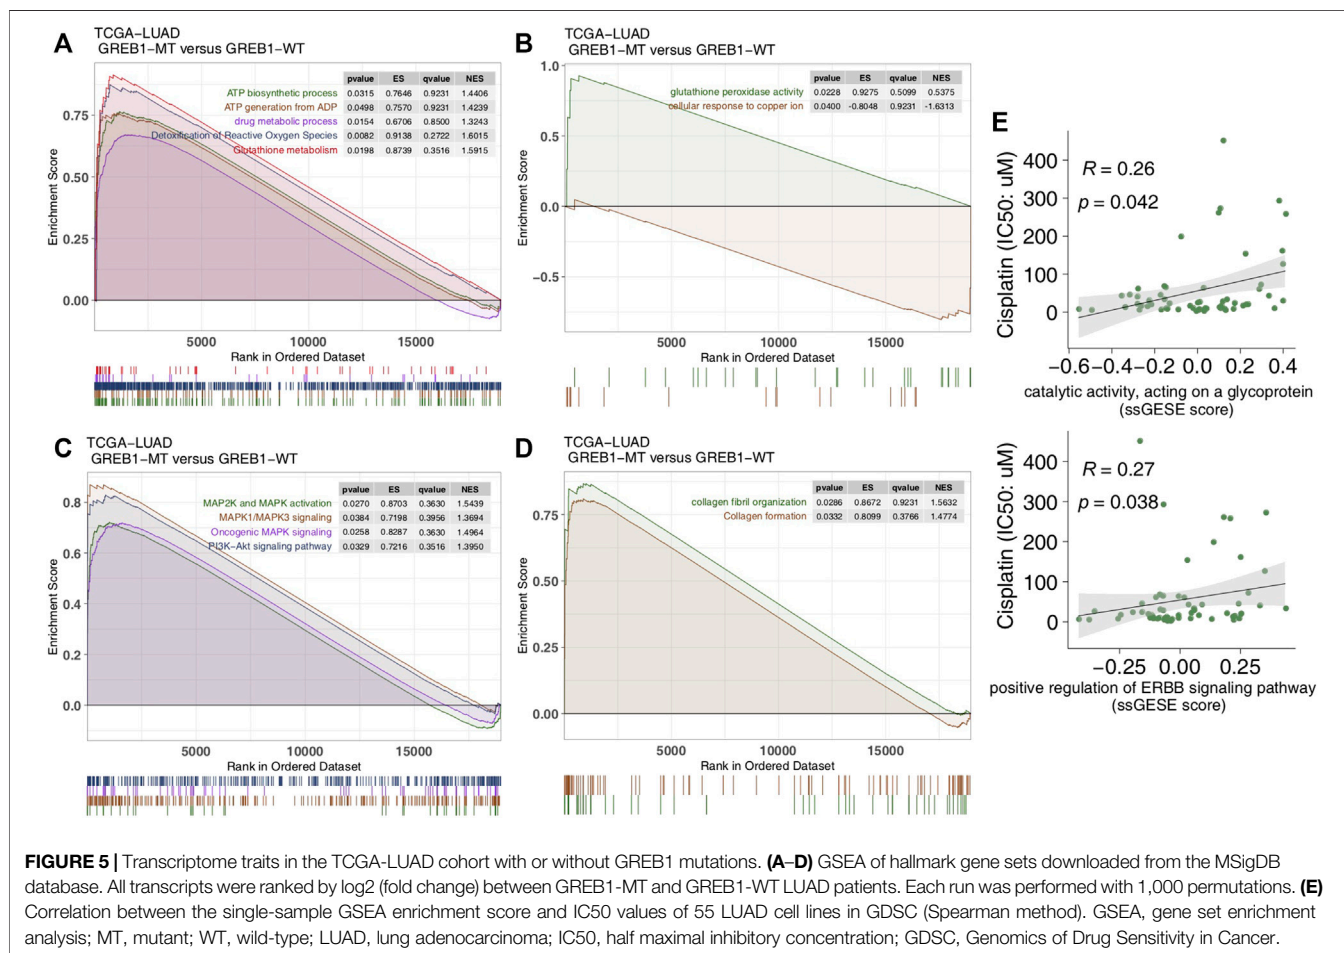 A
TCGA−LUAD
GREB1−MT versus GREB1−WT
pvalue ES qvalue NES
ATP biosynthetic process 0.0315 0.7646 0.9231 1.4406
ATP generation from ADP 0.0498 0.7570 0.9231 1.4239
drug metabolic process 0.0154 0.6706 0.8500 1.3243
Detoxification of Reactive Oxygen Species 0.0082 0.9138 0.2722 1.6015
Glutathione metabolism 0.0198 0.8739 0.3516 1.5915
Enrichment Score
0.75
0.50
0.25
0.00
5000 10000 15000
Rank in Ordered Dataset
B
TCGA−LUAD
GREB1−MT versus GREB1−WT
pvalue ES qvalue NES
glutathione peroxidase activity 0.0228 0.9275 0.5099 0.5375
cellular response to copper ion 0.0400 -0.8048 0.9231 -1.6313
Enrichment Score
1.0
0.5
0.0
−0.5
5000 10000 15000
Rank in Ordered Dataset
C
TCGA−LUAD
GREB1−MT versus GREB1−WT
pvalue ES qvalue NES
MAP2K and MAPK activation 0.0270 0.8703 0.3630 1.5439
MAPK1/MAPK3 signaling 0.0384 0.7198 0.3956 1.3694
Oncogenic MAPK signaling 0.0258 0.8287 0.3630 1.4964
PI3K−Akt signaling pathway 0.0329 0.7216 0.3516 1.3950
Enrichment Score
0.8
0.6
0.4
0.2
0.0
5000 10000 15000
Rank in Ordered Dataset
D
TCGA−LUAD
GREB1−MT versus GREB1−WT
pvalue ES qvalue NES
collagen fibril organization 0.0286 0.8672 0.9231 1.5632
Collagen formation 0.0332 0.8099 0.3766 1.4774
Enrichment Score
0.75
0.50
0.25
0.00
5000 10000 15000
Rank in Ordered Dataset
E
R = 0.26
p = 0.042
Cisplatin (IC50: uM)
400
300
200
100
0
−0.6 −0.4 −0.2 0.0 0.2 0.4
catalytic activity, acting on a glycoprotein
(ssGESE score)
R = 0.27
p = 0.038
Cisplatin (IC50: uM)
400
300
200
100
0
−0.25 0.00 0.25
positive regulation of ERBB signaling pathway
(ssGESE score)
FIGURE 5 | Transcriptome traits in the TCGA-LUAD cohort with or without GREB1 mutations. (A–D) GSEA of hallmark gene sets downloaded from the MSigDB
database. All transcripts were ranked by log2 (fold change) between GREB1-MT and GREB1-WT LUAD patients. Each run was performed with 1,000 permutations. (E)
Correlation between the single-sample GSEA enrichment score and IC50 values of 55 LUAD cell lines in GDSC (Spearman method). GSEA, gene set enrichment
analysis; MT, mutant; WT, wild-type; LUAD, lung adenocarcinoma; IC50, half maximal inhibitory concentration; GDSC, Genomics of Drug Sensitivity in Cancer.